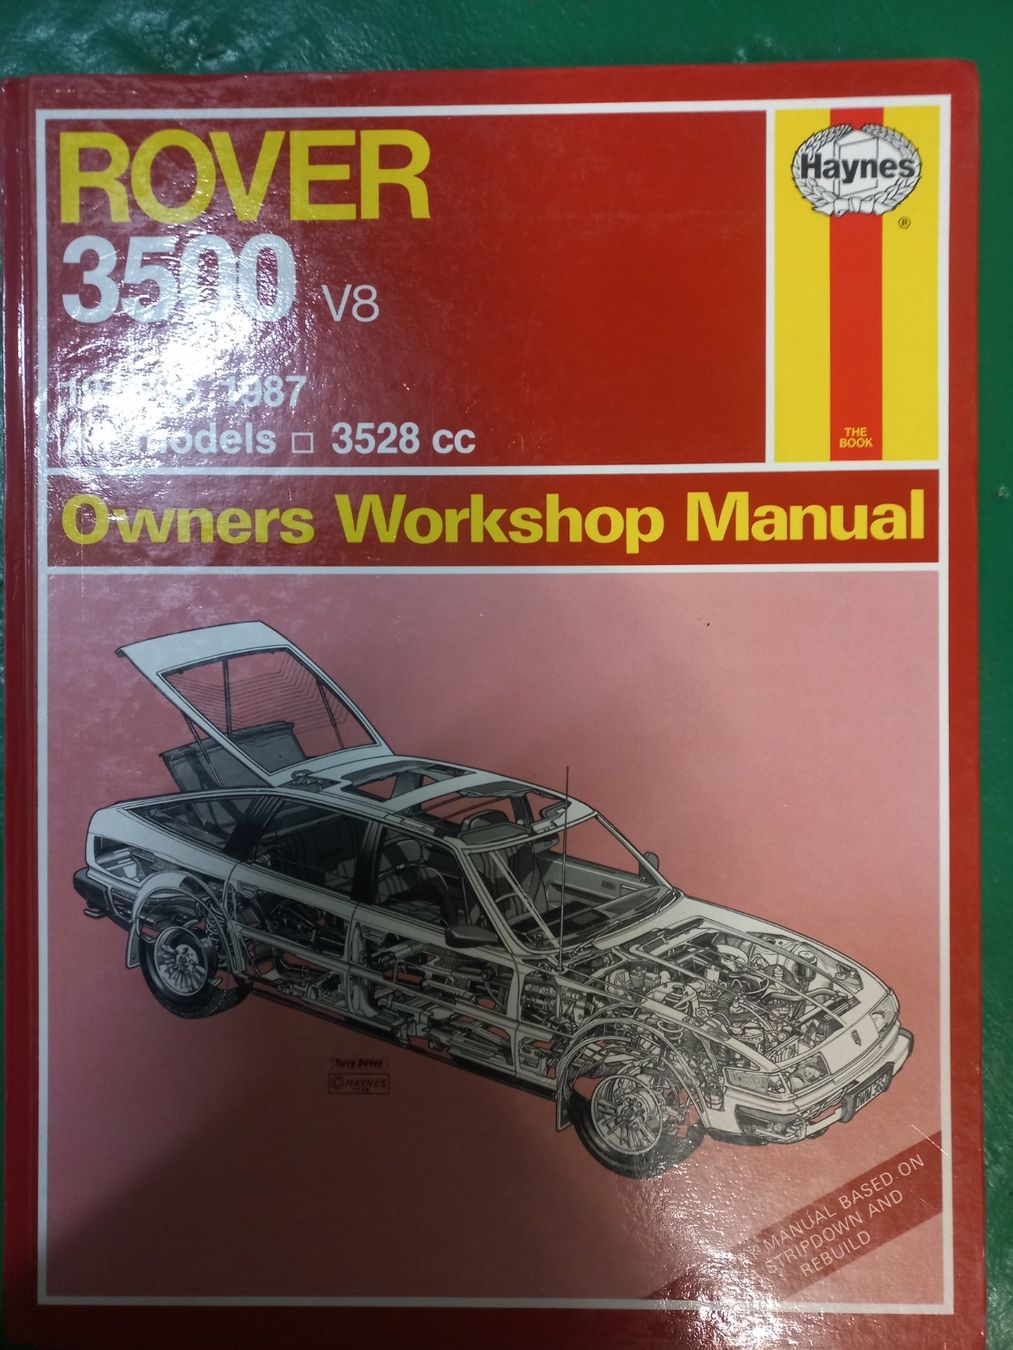 ROVER
3500 V8
1987
models □ 3528 cc
Haynes
®
THE
BOOK
Owners Workshop Manual
Terry Davey
© HAYNES
MANUAL BASED ON
STRIPDOWN AND
REBUILD